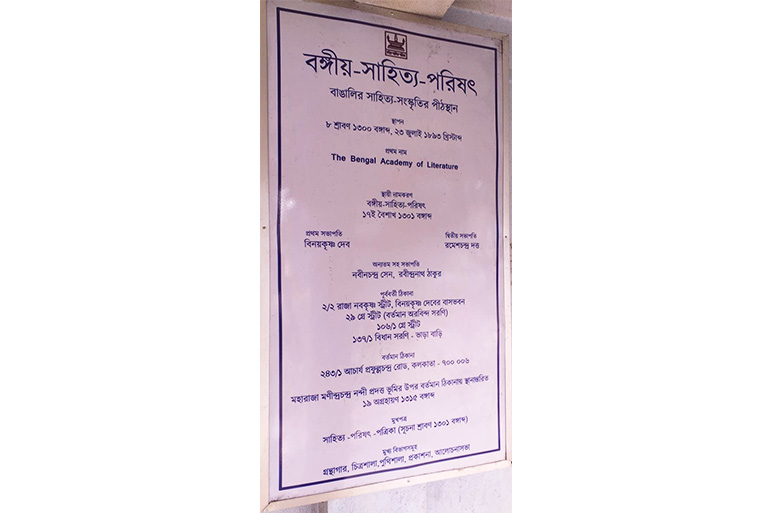 বঙ্গীয়-সাহিত্য-পরিষৎ
বাঙালির সাহিত্য-সংস্কৃতির পীঠস্থান
স্থাপন
৮ শ্রাবণ ১৩০০ বঙ্গাব্দ, ২৩ জুলাই ১৮৯৩ খ্রিস্টাব্দ
প্রথম নাম
The Bengal Academy of Literature
স্থায়ী নামকরণ
বঙ্গীয়-সাহিত্য-পরিষৎ
১৭ই বৈশাখ ১৩০১ বঙ্গাব্দ
প্রথম সভাপতি
বিনয়কৃষ্ণ দেব
দ্বিতীয় সভাপতি
রমেশচন্দ্র দত্ত
অন্যতম সহ সভাপতি
নবীনচন্দ্র সেন, রবীন্দ্রনাথ ঠাকুর
পূর্ববর্তী ঠিকানা
২/২ রাজা নবকৃষ্ণ স্ট্রীট, বিনয়কৃষ্ণ দেবের বাসভবন
২৯ গ্রে স্ট্রীট (বর্তমান অরবিন্দ সরণি)
১০৬/১ গ্রে স্ট্রীট
১৩৭/১ বিধান সরণি - ভাড়া বাড়ি
বর্তমান ঠিকানা
২৪৩/১ আচার্য প্রফুল্লচন্দ্র রোড, কলকাতা - ৭০০ ০০৬
মহারাজা মণীন্দ্রচন্দ্র নন্দী প্রদত্ত ভূমির উপর বর্তমান ঠিকানায় স্থানান্তরিত
১৯ অগ্রহায়ণ ১৩১৫ বঙ্গাব্দ
মুখপত্র
সাহিত্য -পরিষৎ -পত্রিকা (সূচনা শ্রাবণ ১৩০১ বঙ্গাব্দ)
মুখ্য বিভাগসমূহ
গ্রন্থাগার, চিত্রশালা,পুথিশালা, প্রকাশনা, আলোচনাসভা